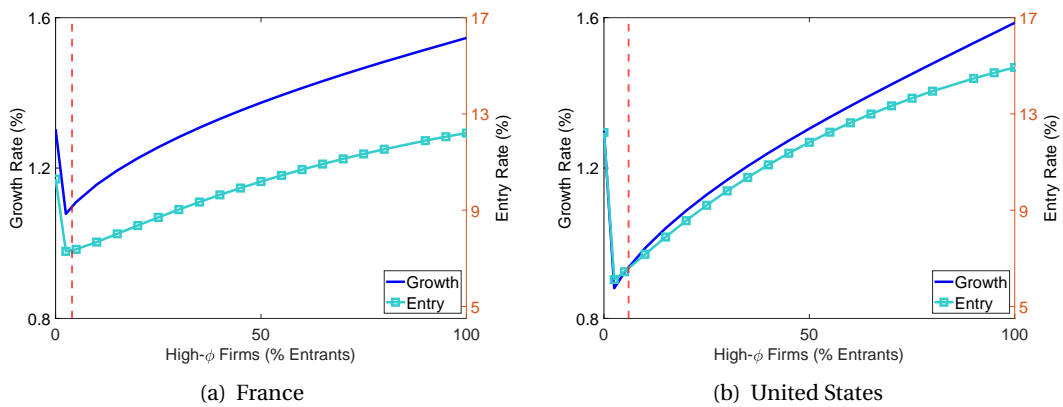 1.6
1.2
0.8
Growth Rate (%)
17
13
9
5
Entry Rate (%)
0
50
100
High-ϕ Firms (% Entrants)
Growth
Entry
(a) France
1.6
1.2
0.8
Growth Rate (%)
17
13
9
5
Entry Rate (%)
0
50
100
High-ϕ Firms (% Entrants)
Growth
Entry
(b) United States